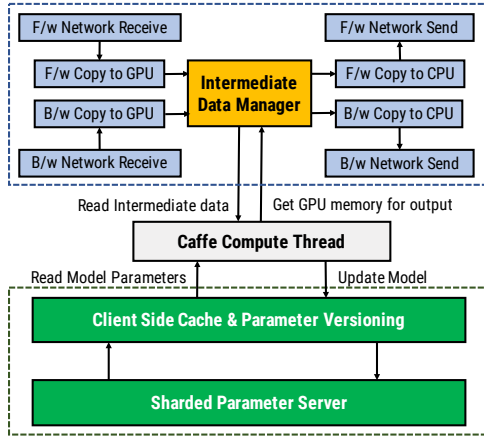 F/w Network Receive
F/w Network Send
F/w Copy to GPU
Intermediate
Data Manager
F/w Copy to CPU
B/w Copy to GPU
B/w Copy to CPU
B/w Network Receive
B/w Network Send
Read Intermediate data
Get GPU memory for output
Caffe Compute Thread
Read Model Parameters
Update Model
Client Side Cache & Parameter Versioning
Sharded Parameter Server